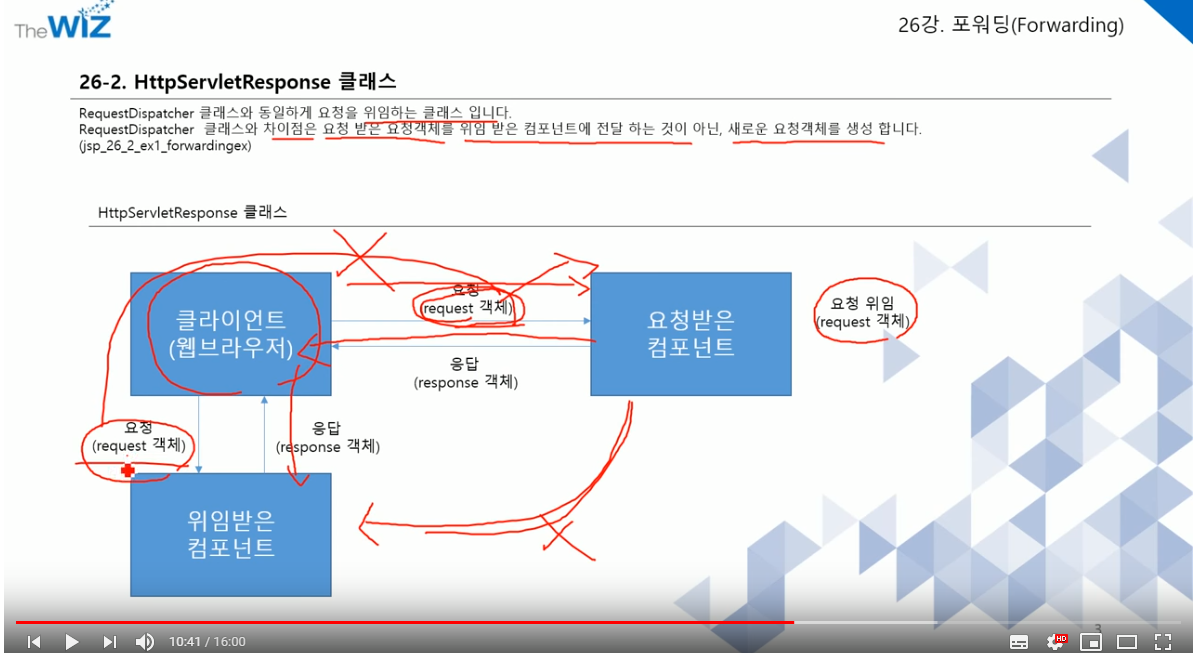 TheWIZ
26강. 포워딩(Forwarding)
26-2. HttpServletResponse 클래스
RequestDispatcher 클래스와 동일하게 요청을 위임하는 클래스 입니다.
RequestDispatcher 클래스와 차이점은 요청 받은 요청객체를 위임 받은 컴포넌트에 전달 하는 것이 아닌, 새로운 요청객체를 생성 합니다.
(jsp_26_2_ex1_forwardingex)
HttpServletResponse 클래스
클라이언트
(웹브라우저)
요청
(request 객체)
응답
(response 객체)
요청받은
컴포넌트
요청 위임
(request 객체)
요청
(request 객체)
응답
(response 객체)
위임받은
컴포넌트
3
10:41 / 16:00
HD